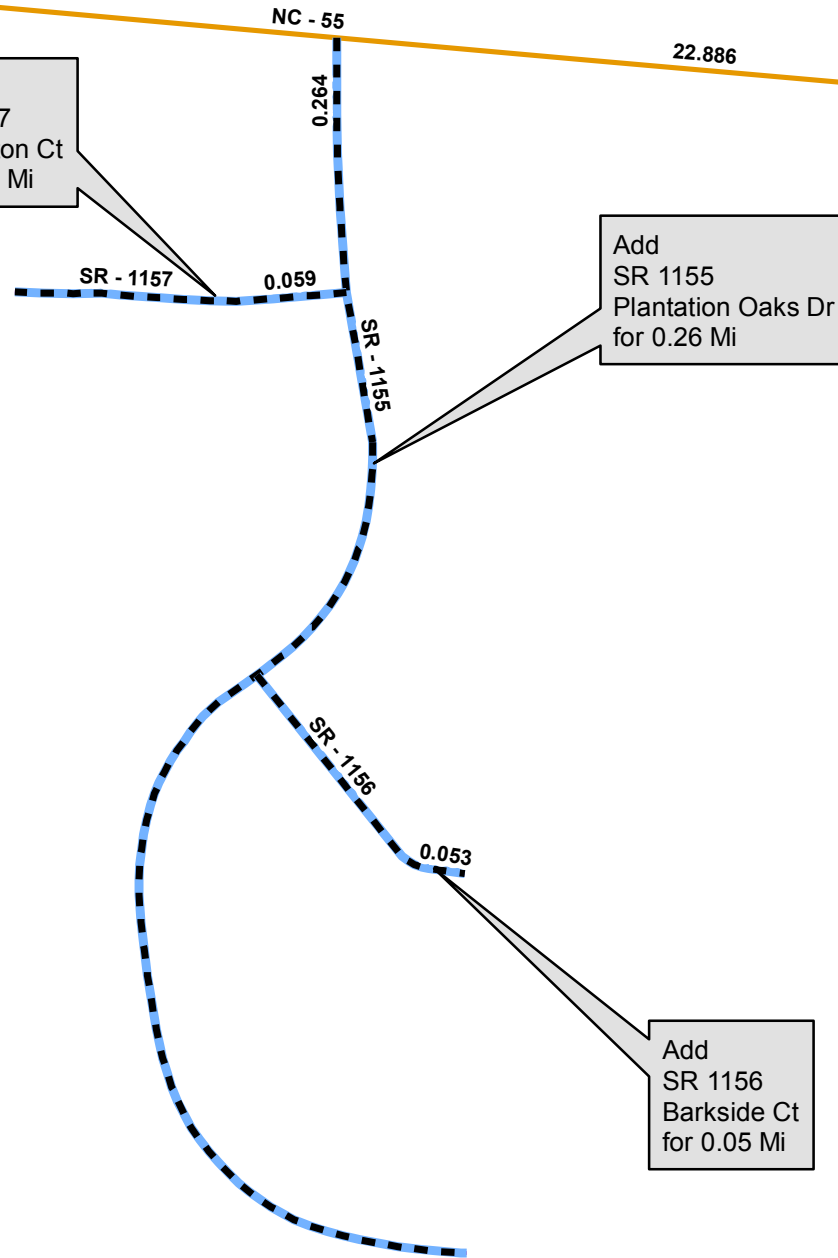 NC - 55
22.886
0.264
7
on Ct
Mi
SR - 1157
0.059
Add
SR 1155
Plantation Oaks Dr
for 0.26 Mi
SR - 1155
SR - 1156
0.053
Add
SR 1156
Barkside Ct
for 0.05 Mi